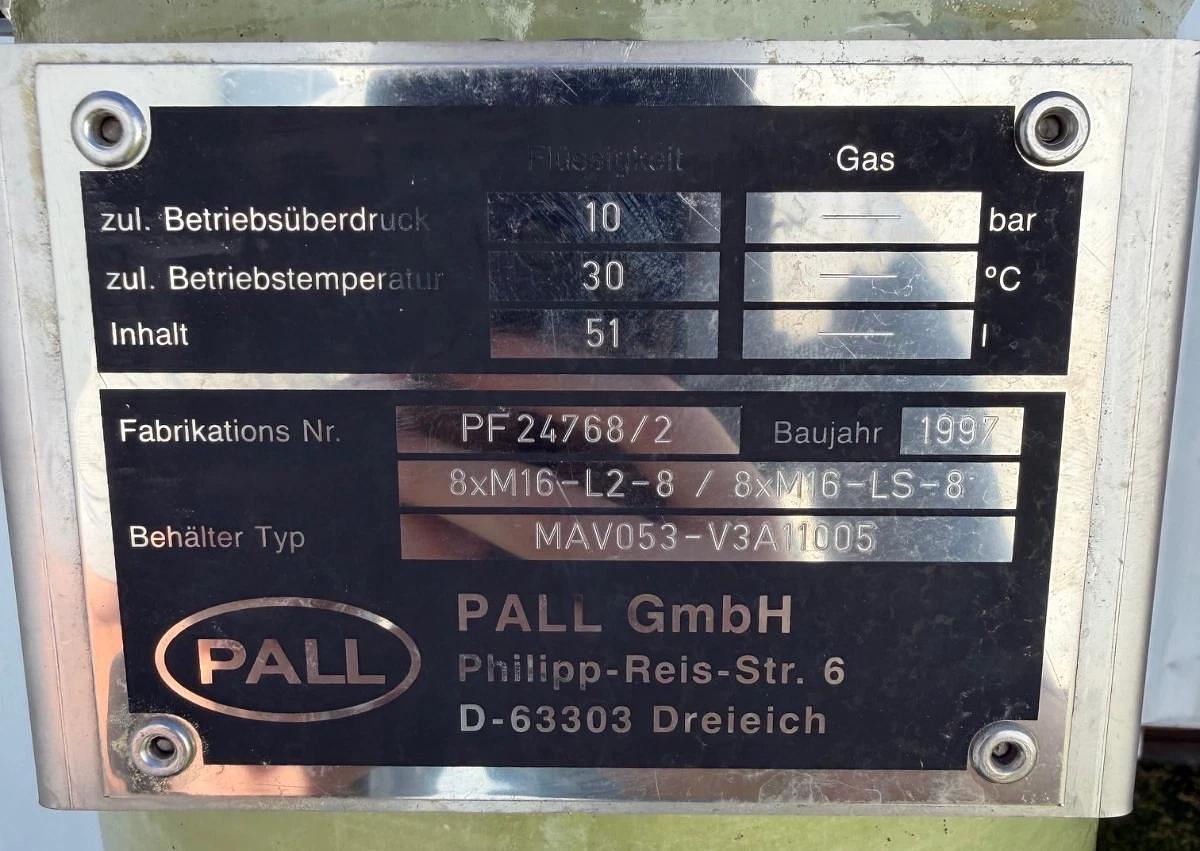 Flüssigkeit Gas
zul. Betriebsüberdruck 10 bar
zul. Betriebstemperatur 30 °C
Inhalt 51 l
Fabrikations Nr. PF 24768/2 Baujahr 1997
8xM16-L2-8 / 8xM16-LS-8
Behälter Typ MAV053-V3A11005
PALL
PALL GmbH
Philipp-Reis-Str. 6
D-63303 Dreieich